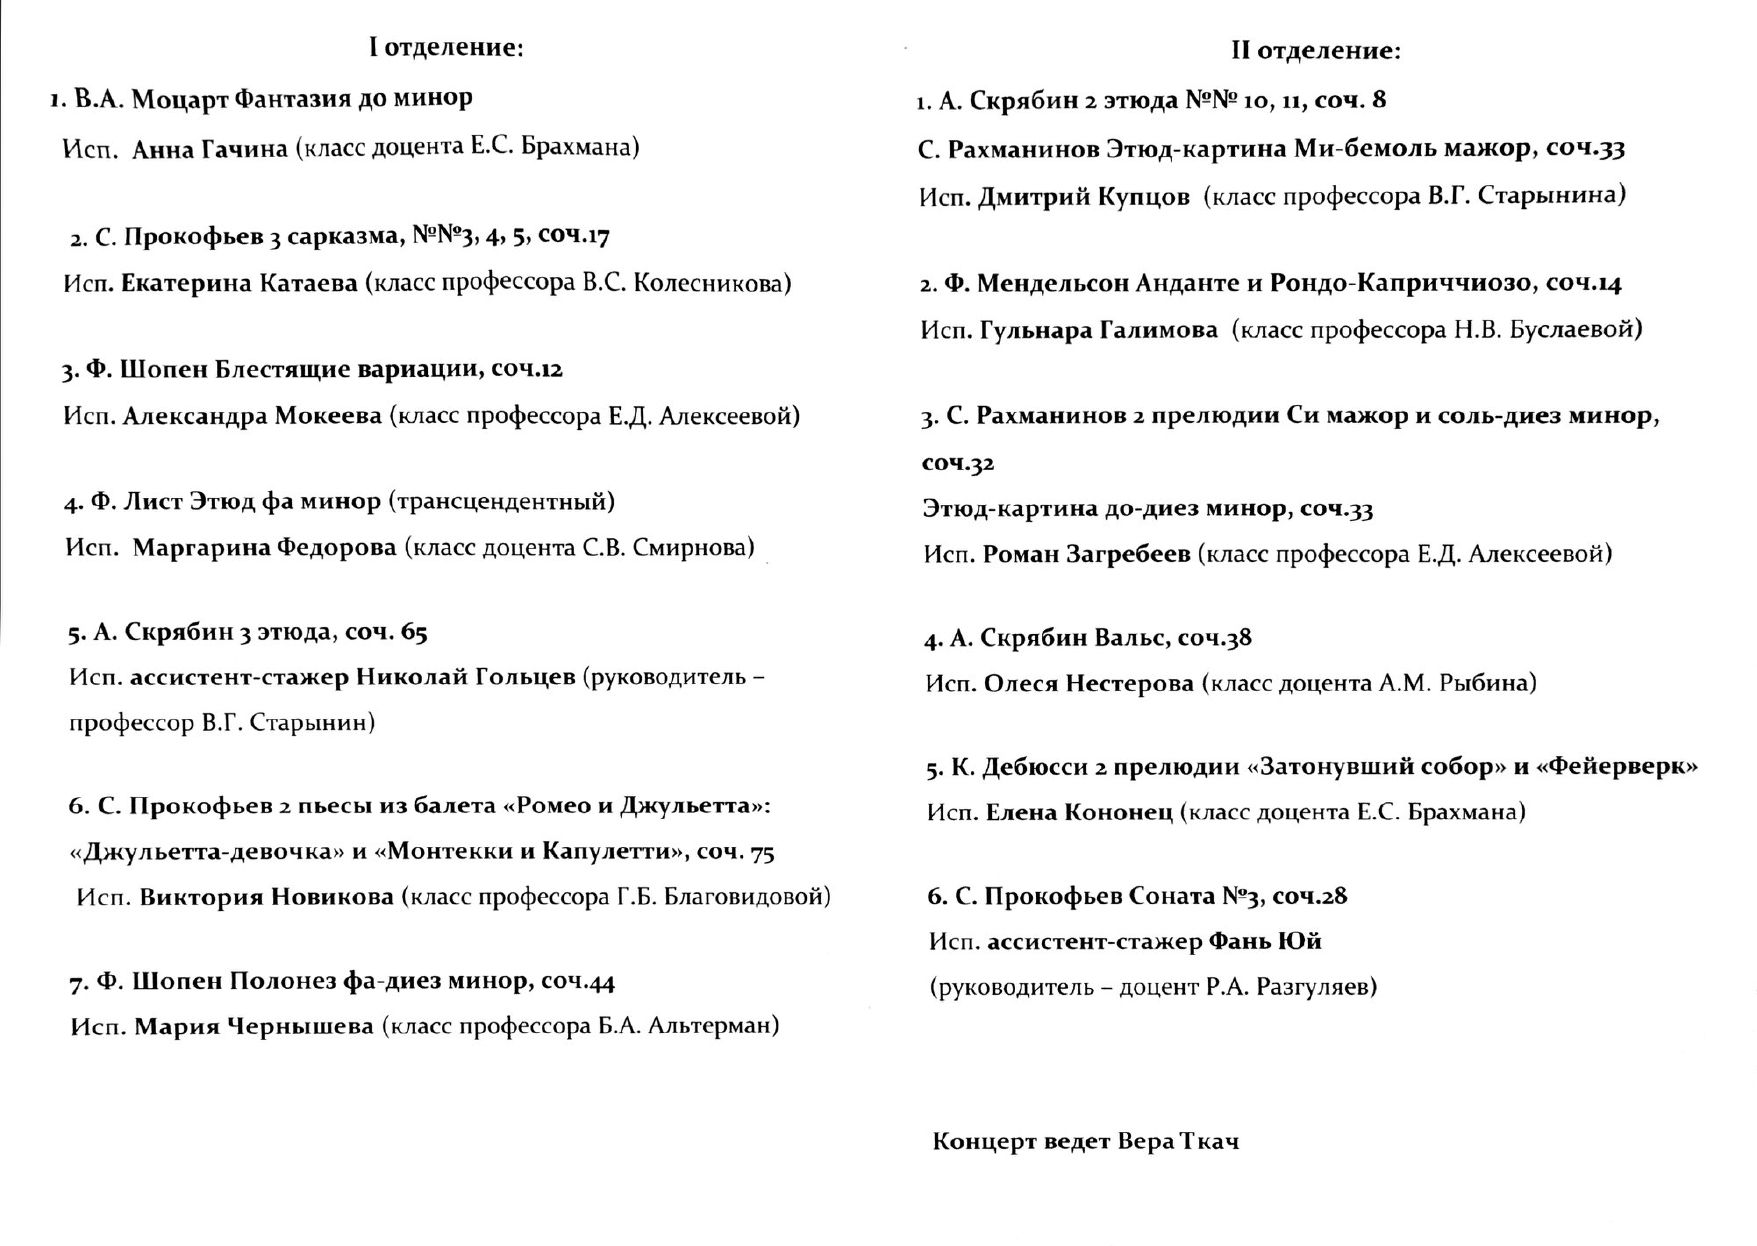 I отделение:
1. В.А. Моцарт Фантазия до минор
Исп. Анна Гачина (класс доцента Е.С. Брахмана)
2. С. Прокофьев 3 сарказма, №№3, 4, 5, соч.17
Исп. Екатерина Катаева (класс профессора В.С. Колесникова)
3. Ф. Шопен Блестящие вариации, соч.12
Исп. Александра Мокеева (класс профессора Е.Д. Алексеевой)
4. Ф. Лист Этюд фа минор (трансцендентный)
Исп. Маргарина Федорова (класс доцента С.В. Смирнова)
5. А. Скрябин 3 этюда, соч. 65
Исп. ассистент-стажер Николай Гольцев (руководитель –
профессор В.Г. Старынин)
6. С. Прокофьев 2 пьесы из балета «Ромео и Джульетта»:
«Джульетта-девочка» и «Монтекки и Капулетти», соч. 75
Исп. Виктория Новикова (класс профессора Г.Б. Благовидовой)
7. Ф. Шопен Полонез фа-диез минор, соч.44
Исп. Мария Чернышева (класс профессора Б.А. Альтерман)
II отделение:
1. А. Скрябин 2 этюда №№ 10, 11, соч. 8
С. Рахманинов Этюд-картина Ми-бемоль мажор, соч.33
Исп. Дмитрий Купцов (класс профессора В.Г. Старынина)
2. Ф. Мендельсон Анданте и Рондо-Каприччиозо, соч.14
Исп. Гульнара Галимова (класс профессора Н.В. Буслаевой)
3. С. Рахманинов 2 прелюдии Си мажор и соль-диез минор,
соч.32
Этюд-картина до-диез минор, соч.33
Исп. Роман Загребеев (класс профессора Е.Д. Алексеевой)
4. А. Скрябин Вальс, соч.38
Исп. Олеся Нестерова (класс доцента А.М. Рыбина)
5. К. Дебюсси 2 прелюдии «Затонувший собор» и «Фейерверк»
Исп. Елена Кононец (класс доцента Е.С. Брахмана)
6. С. Прокофьев Соната №3, соч.28
Исп. ассистент-стажер Фань Юй
(руководитель – доцент Р.А. Разгуляев)
Концерт ведет Вера Ткач